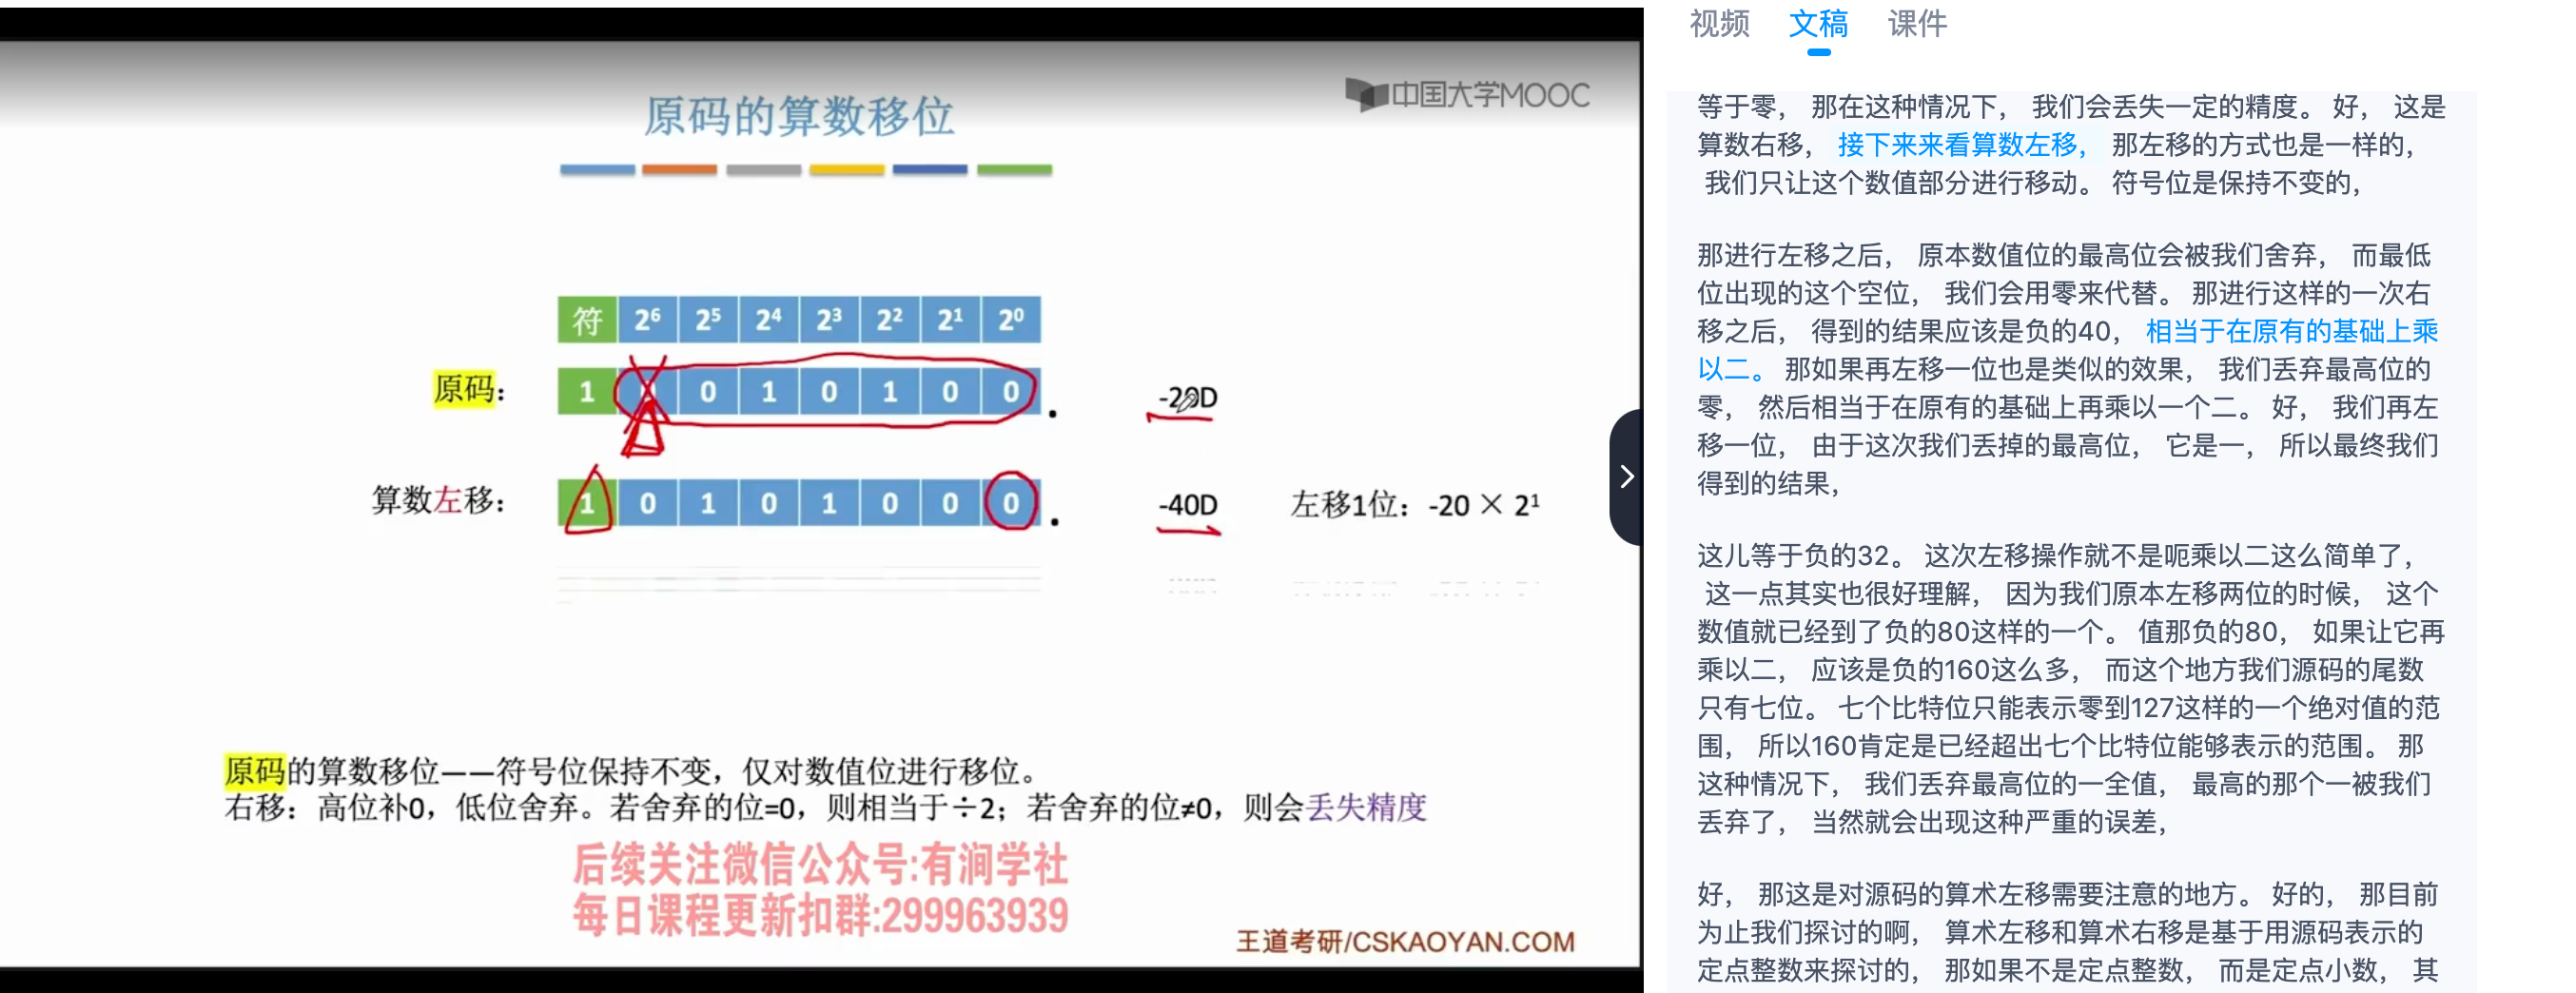 原码的算数移位
中国大学MOOC
符 2⁶ 2⁵ 2⁴ 2³ 2² 2¹ 2⁰
原码： 1 0 1 0 1 0 0 . -20D
算数左移： 1 0 1 0 1 0 0 0 . -40D 左移1位：-20 × 2¹
原码的算数移位——符号位保持不变，仅对数值位进行移位。
右移：高位补0，低位舍弃。若舍弃的位=0，则相当于÷2；若舍弃的位≠0，则会丢失精度
后续关注微信公众号:有涧学社
每日课程更新扣群:299963939
王道考研/CSKAOYAN.COM
视频 文稿 课件
等于零， 那在这种情况下， 我们会丢失一定的精度。 好， 这是
算数右移， 接下来来看算数左移， 那左移的方式也是一样的，
我们只让这个数值部分进行移动。 符号位是保持不变的，
那进行左移之后， 原本数值位的最高位会被我们舍弃， 而最低
位出现的这个空位， 我们会用零来代替。 那进行这样的一次右
移之后， 得到的结果应该是负的40， 相当于在原有的基础上乘
以二。 那如果再左移一位也是类似的效果， 我们丢弃最高位的
零， 然后相当于在原有的基础上再乘以一个二。 好， 我们再左
移一位， 由于这次我们丢掉的最高位， 它是一， 所以最终我们
得到的结果，
这儿等于负的32。 这次左移操作就不是呃乘以二这么简单了，
这一点其实也很好理解， 因为我们原本左移两位的时候， 这个
数值就已经到了负的80这样的一个。 值那负的80， 如果让它再
乘以二， 应该是负的160这么多， 而这个地方我们源码的尾数
只有七位。 七个比特位只能表示零到127这样的一个绝对值的范
围， 所以160肯定是已经超出七个比特位能够表示的范围。 那
这种情况下， 我们丢弃最高位的一全值， 最高的那个一被我们
丢弃了， 当然就会出现这种严重的误差，
好， 那这是对源码的算术左移需要注意的地方。 好的， 那目前
为止我们探讨的啊， 算术左移和算术右移是基于用源码表示的
定点整数来探讨的， 那如果不是定点整数， 而是定点小数， 其